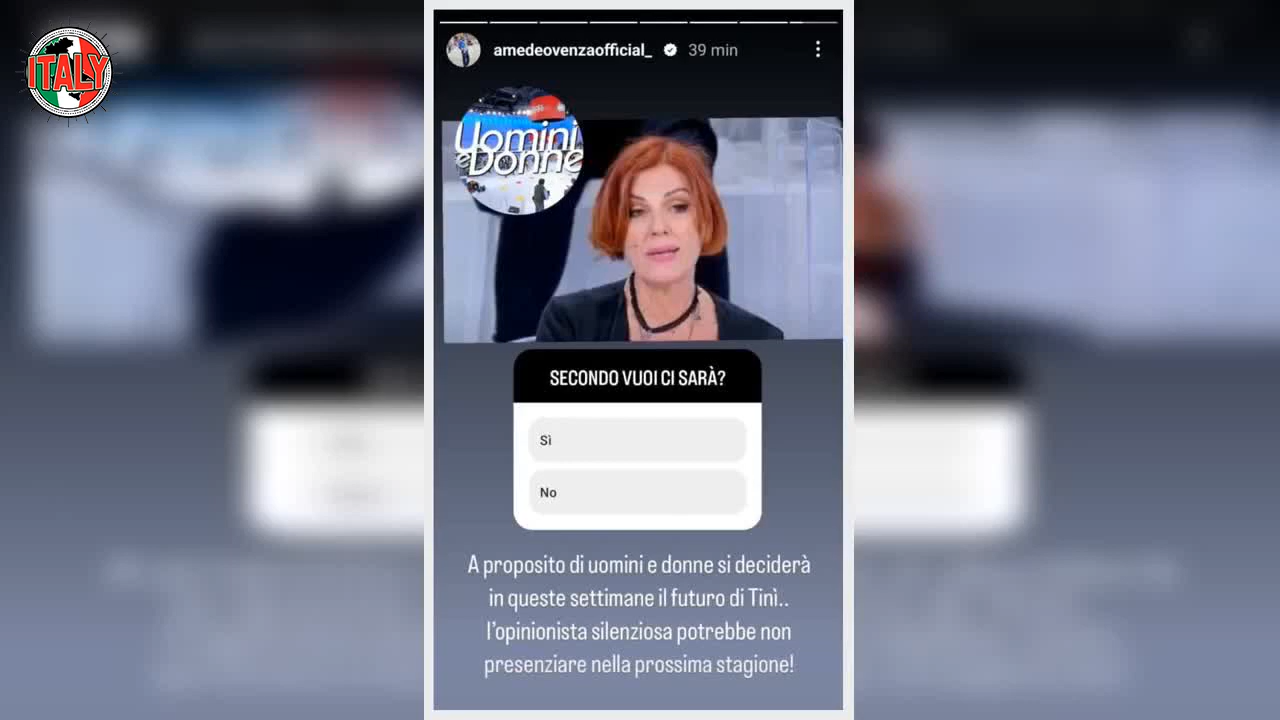 ITALY
amedeovenzaofficial_ 39 min
Uomini
e Donne
SECONDO VUOI CI SARÀ?
Sì
No
A proposito di uomini e donne si deciderà
in queste settimane il futuro di Tinì..
l'opinionista silenziosa potrebbe non
presenziare nella prossima stagione!